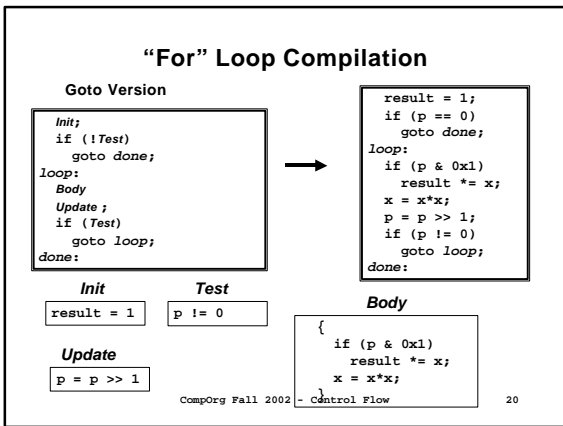 “For” Loop Compilation
Goto Version
Init;
if (!Test)
goto done;
loop:
Body
Update ;
if (Test)
goto loop;
done:
result = 1;
if (p == 0)
goto done;
loop:
if (p & 0x1)
result *= x;
x = x*x;
p = p >> 1;
if (p != 0)
goto loop;
done:
Init
result = 1
Test
p != 0
Update
p = p >> 1
Body
{
if (p & 0x1)
result *= x;
x = x*x;
}
CompOrg Fall 2002 - Control Flow
20